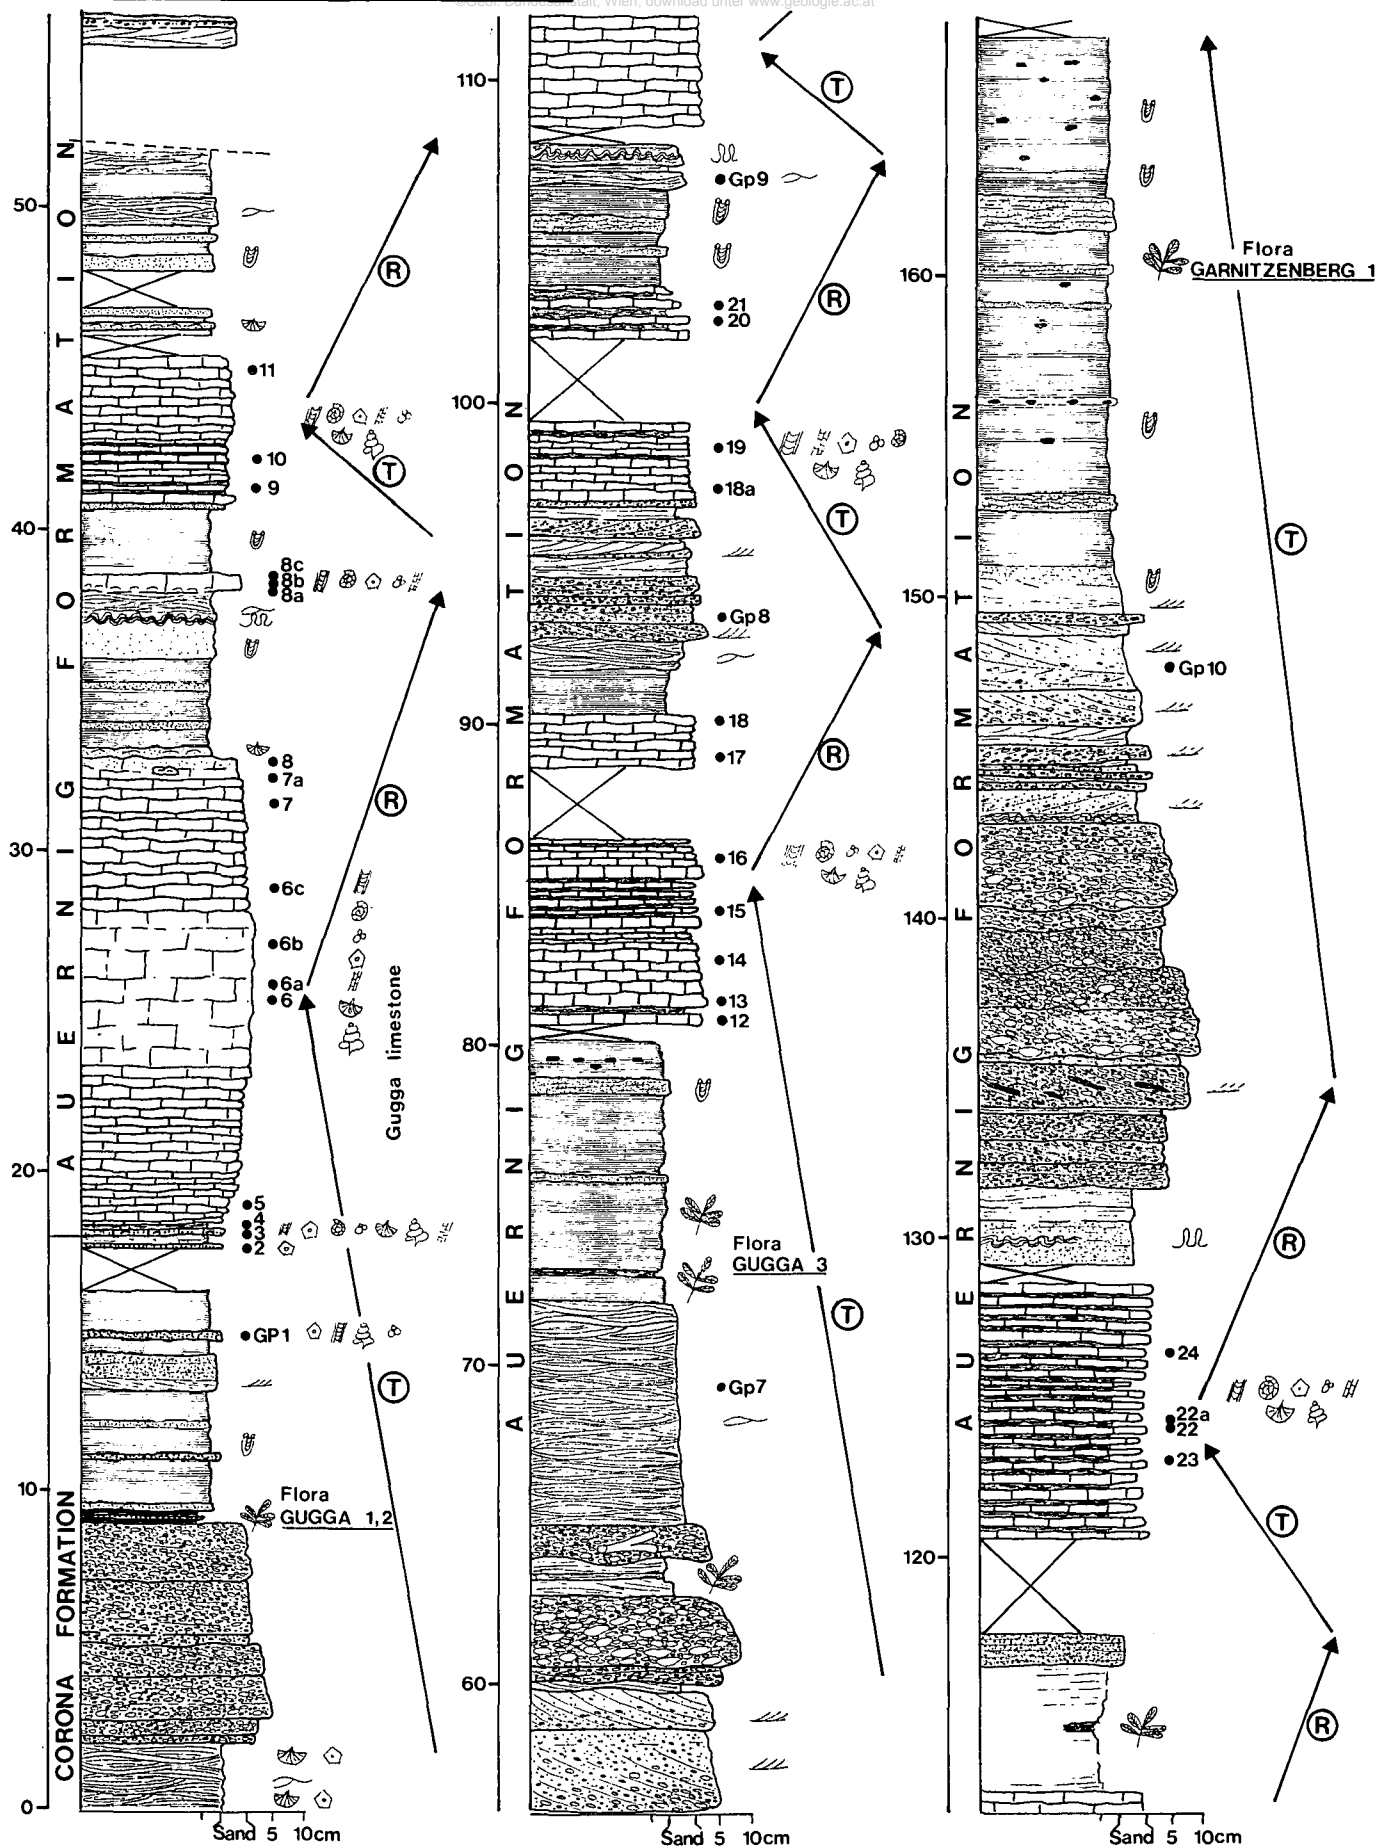 ©Geol. Bundesanstalt, Wien; download unter www.geologie.ac.at
50
40
30
20
10
0
AUERNIG FORMATION
CORONA FORMATION
R
11
T
10
9
8c
8b
8a
8
7a
7
R
6c
6b
6a
6
Gugga limestone
5
4
3
2
GP1
T
Flora
GUGGA 1,2
Sand 5 10cm
110
100
90
80
70
60
AUERNIG FORMATION
T
Gp9
R
21
20
19
18a
T
Gp8
18
17
R
16
15
14
13
12
Flora
GUGGA 3
T
Gp7
Sand 5 10cm
160
150
140
130
120
AUERNIG FORMATION
Flora
GARNITZENBERG 1
T
Gp10
R
24
22a
22
23
T
R
Sand 5 10cm